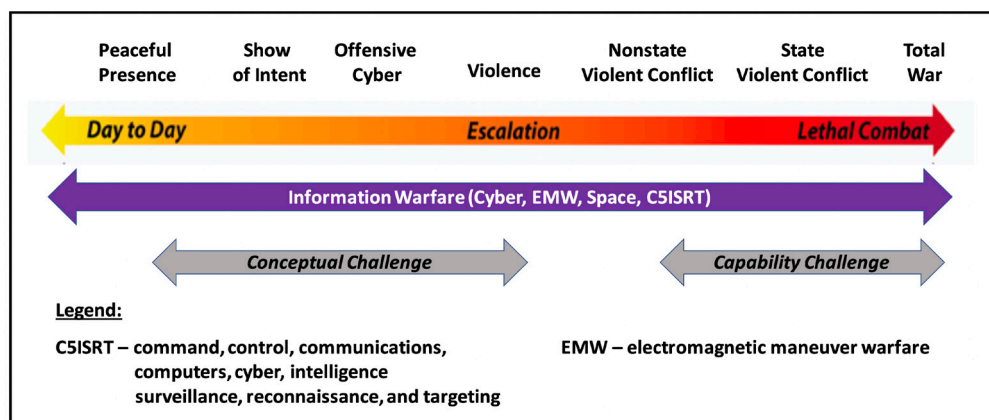 Peaceful Presence
Show of Intent
Offensive Cyber
Violence
Nonstate Violent Conflict
State Violent Conflict
Total War
Day to Day
Escalation
Lethal Combat
Information Warfare (Cyber, EMW, Space, C5ISRT)
Conceptual Challenge
Capability Challenge
Legend:
C5ISRT – command, control, communications,
computers, cyber, intelligence
surveillance, reconnaissance, and targeting
EMW – electromagnetic maneuver warfare